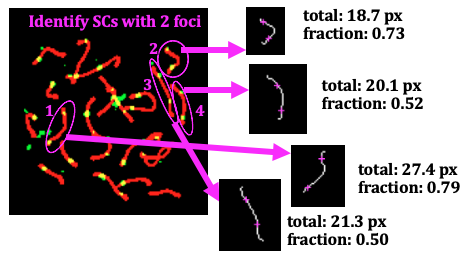 Identify SCs with 2 foci
1
2
3
4
total: 18.7 px
fraction: 0.73
total: 20.1 px
fraction: 0.52
total: 27.4 px
fraction: 0.79
total: 21.3 px
fraction: 0.50